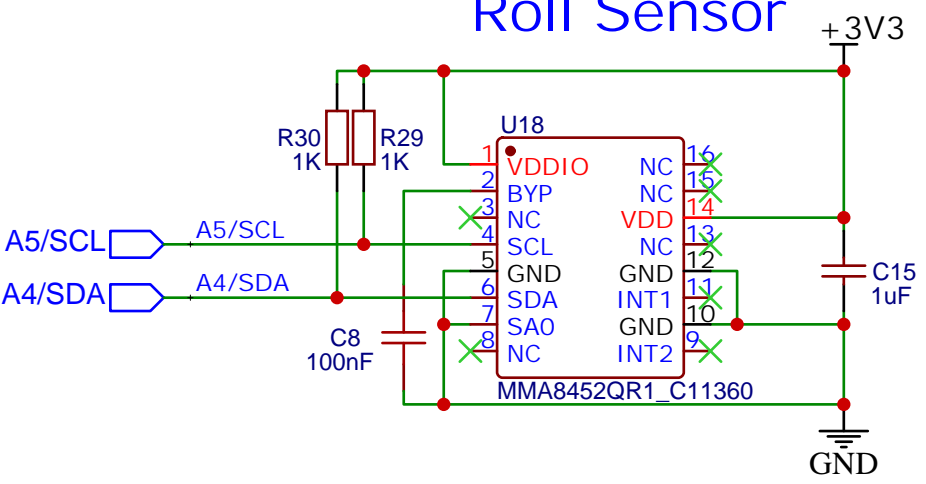 Roll Sensor
+3V3
U18
R30
1K
R29
1K
1
VDDIO
2
BYP
3
NC
4
SCL
5
GND
6
SDA
7
SA0
8
NC
16
NC
15
NC
14
VDD
13
NC
12
GND
11
INT1
10
GND
9
INT2
A5/SCL
A5/SCL
A4/SDA
A4/SDA
C8
100nF
C15
1uF
MMA8452QR1_C11360
GND